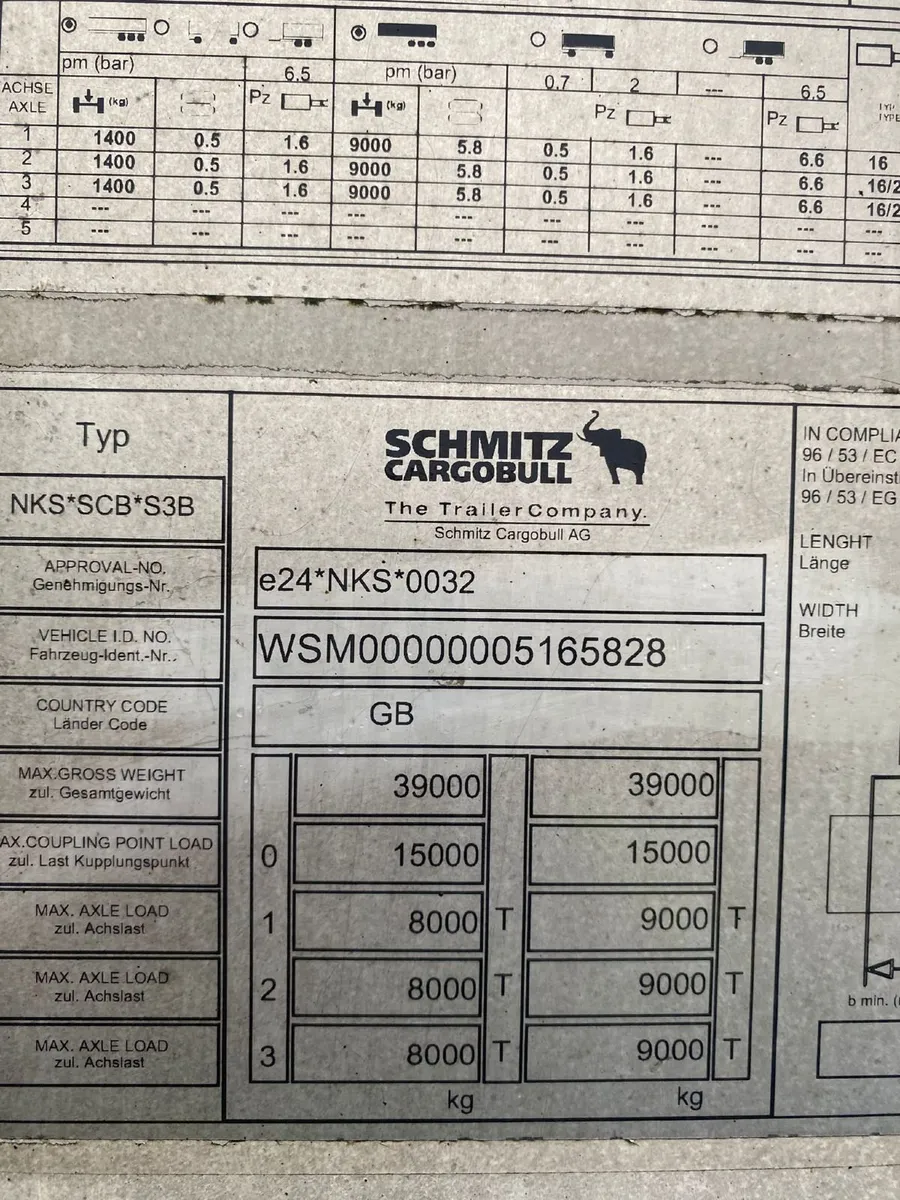 pm (bar) 6,5 pm (bar) 0.7 2 --- 6.5
ACHSE
AXLE
(kg) Pz (kg) Pz Pz
TYPE
1 1400 0.5 1.6 9000 5.8 0.5 1.6 --- 6.6 16
2 1400 0.5 1.6 9000 5.8 0.5 1.6 --- 6.6 16/2
3 1400 0.5 1.6 9000 5.8 0.5 1.6 --- 6.6 16/2
4 --- --- --- --- --- --- --- --- --- ---
5 --- --- --- --- --- --- --- --- --- ---
Typ
NKS*SCB*S3B
SCHMITZ
CARGOBULL
The Trailer Company.
Schmitz Cargobull AG
APPROVAL-NO.
Genehmigungs-Nr.
e24*NKS*0032
VEHICLE I.D. NO.
Fahrzeug-Ident.-Nr..
WSM00000005165828
COUNTRY CODE
Länder Code
GB
MAX.GROSS WEIGHT
zul. Gesamtgewicht
39000 39000
AX.COUPLING POINT LOAD
zul. Last Kupplungspunkt
0 15000 15000
MAX. AXLE LOAD
zul. Achslast
1 8000 T 9000 T
MAX. AXLE LOAD
zul. Achslast
2 8000 T 9000 T
MAX. AXLE LOAD
zul. Achslast
3 8000 T 9000 T
kg kg
IN COMPLIA
96 / 53 / EC
In Übereinst
96 / 53 / EG
LENGHT
Länge
WIDTH
Breite
b min. (